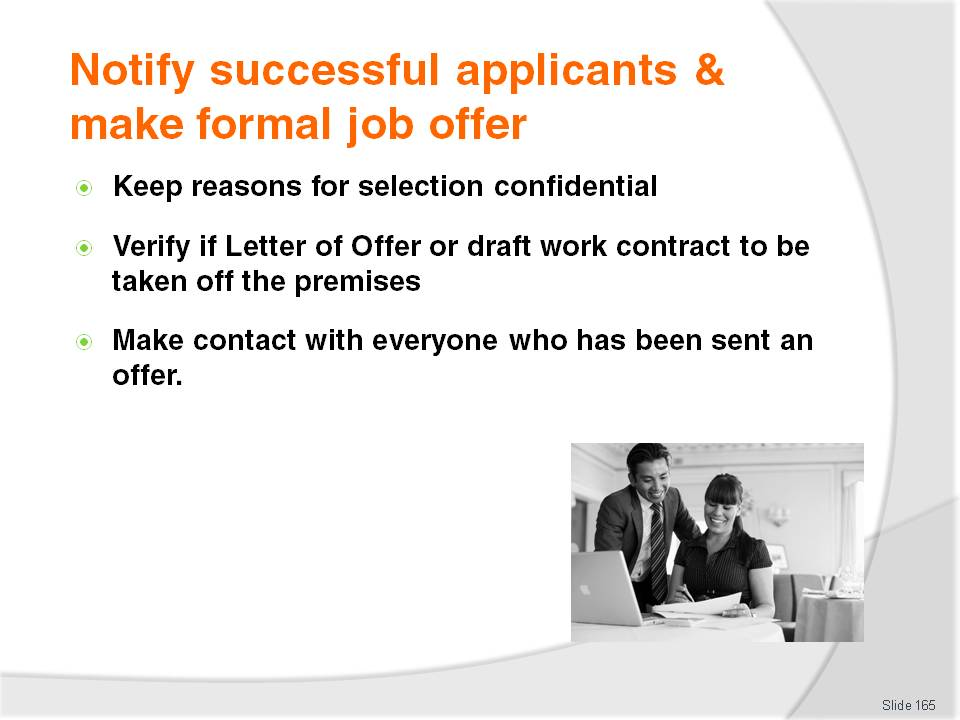 Notify successful applicants &
make formal job offer
Keep reasons for selection confidential
Verify if Letter of Offer or draft work contract to be
taken off the premises
Make contact with everyone who has been sent an
offer.
Slide 165